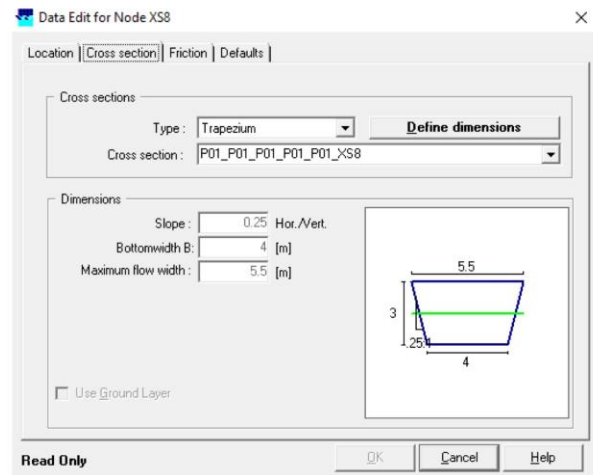 Data Edit for Node XS8
Location Cross section Friction Defaults
Cross sections
Type : Trapezium Define dimensions
Cross section : P01_P01_P01_P01_P01_XS8
Dimensions
Slope : 0.25 Hor./Vert.
Bottomwidth B: 4 [m]
Maximum flow width : 5.5 [m]
5.5
3
4
Use Ground Layer
Read Only OK Cancel Help